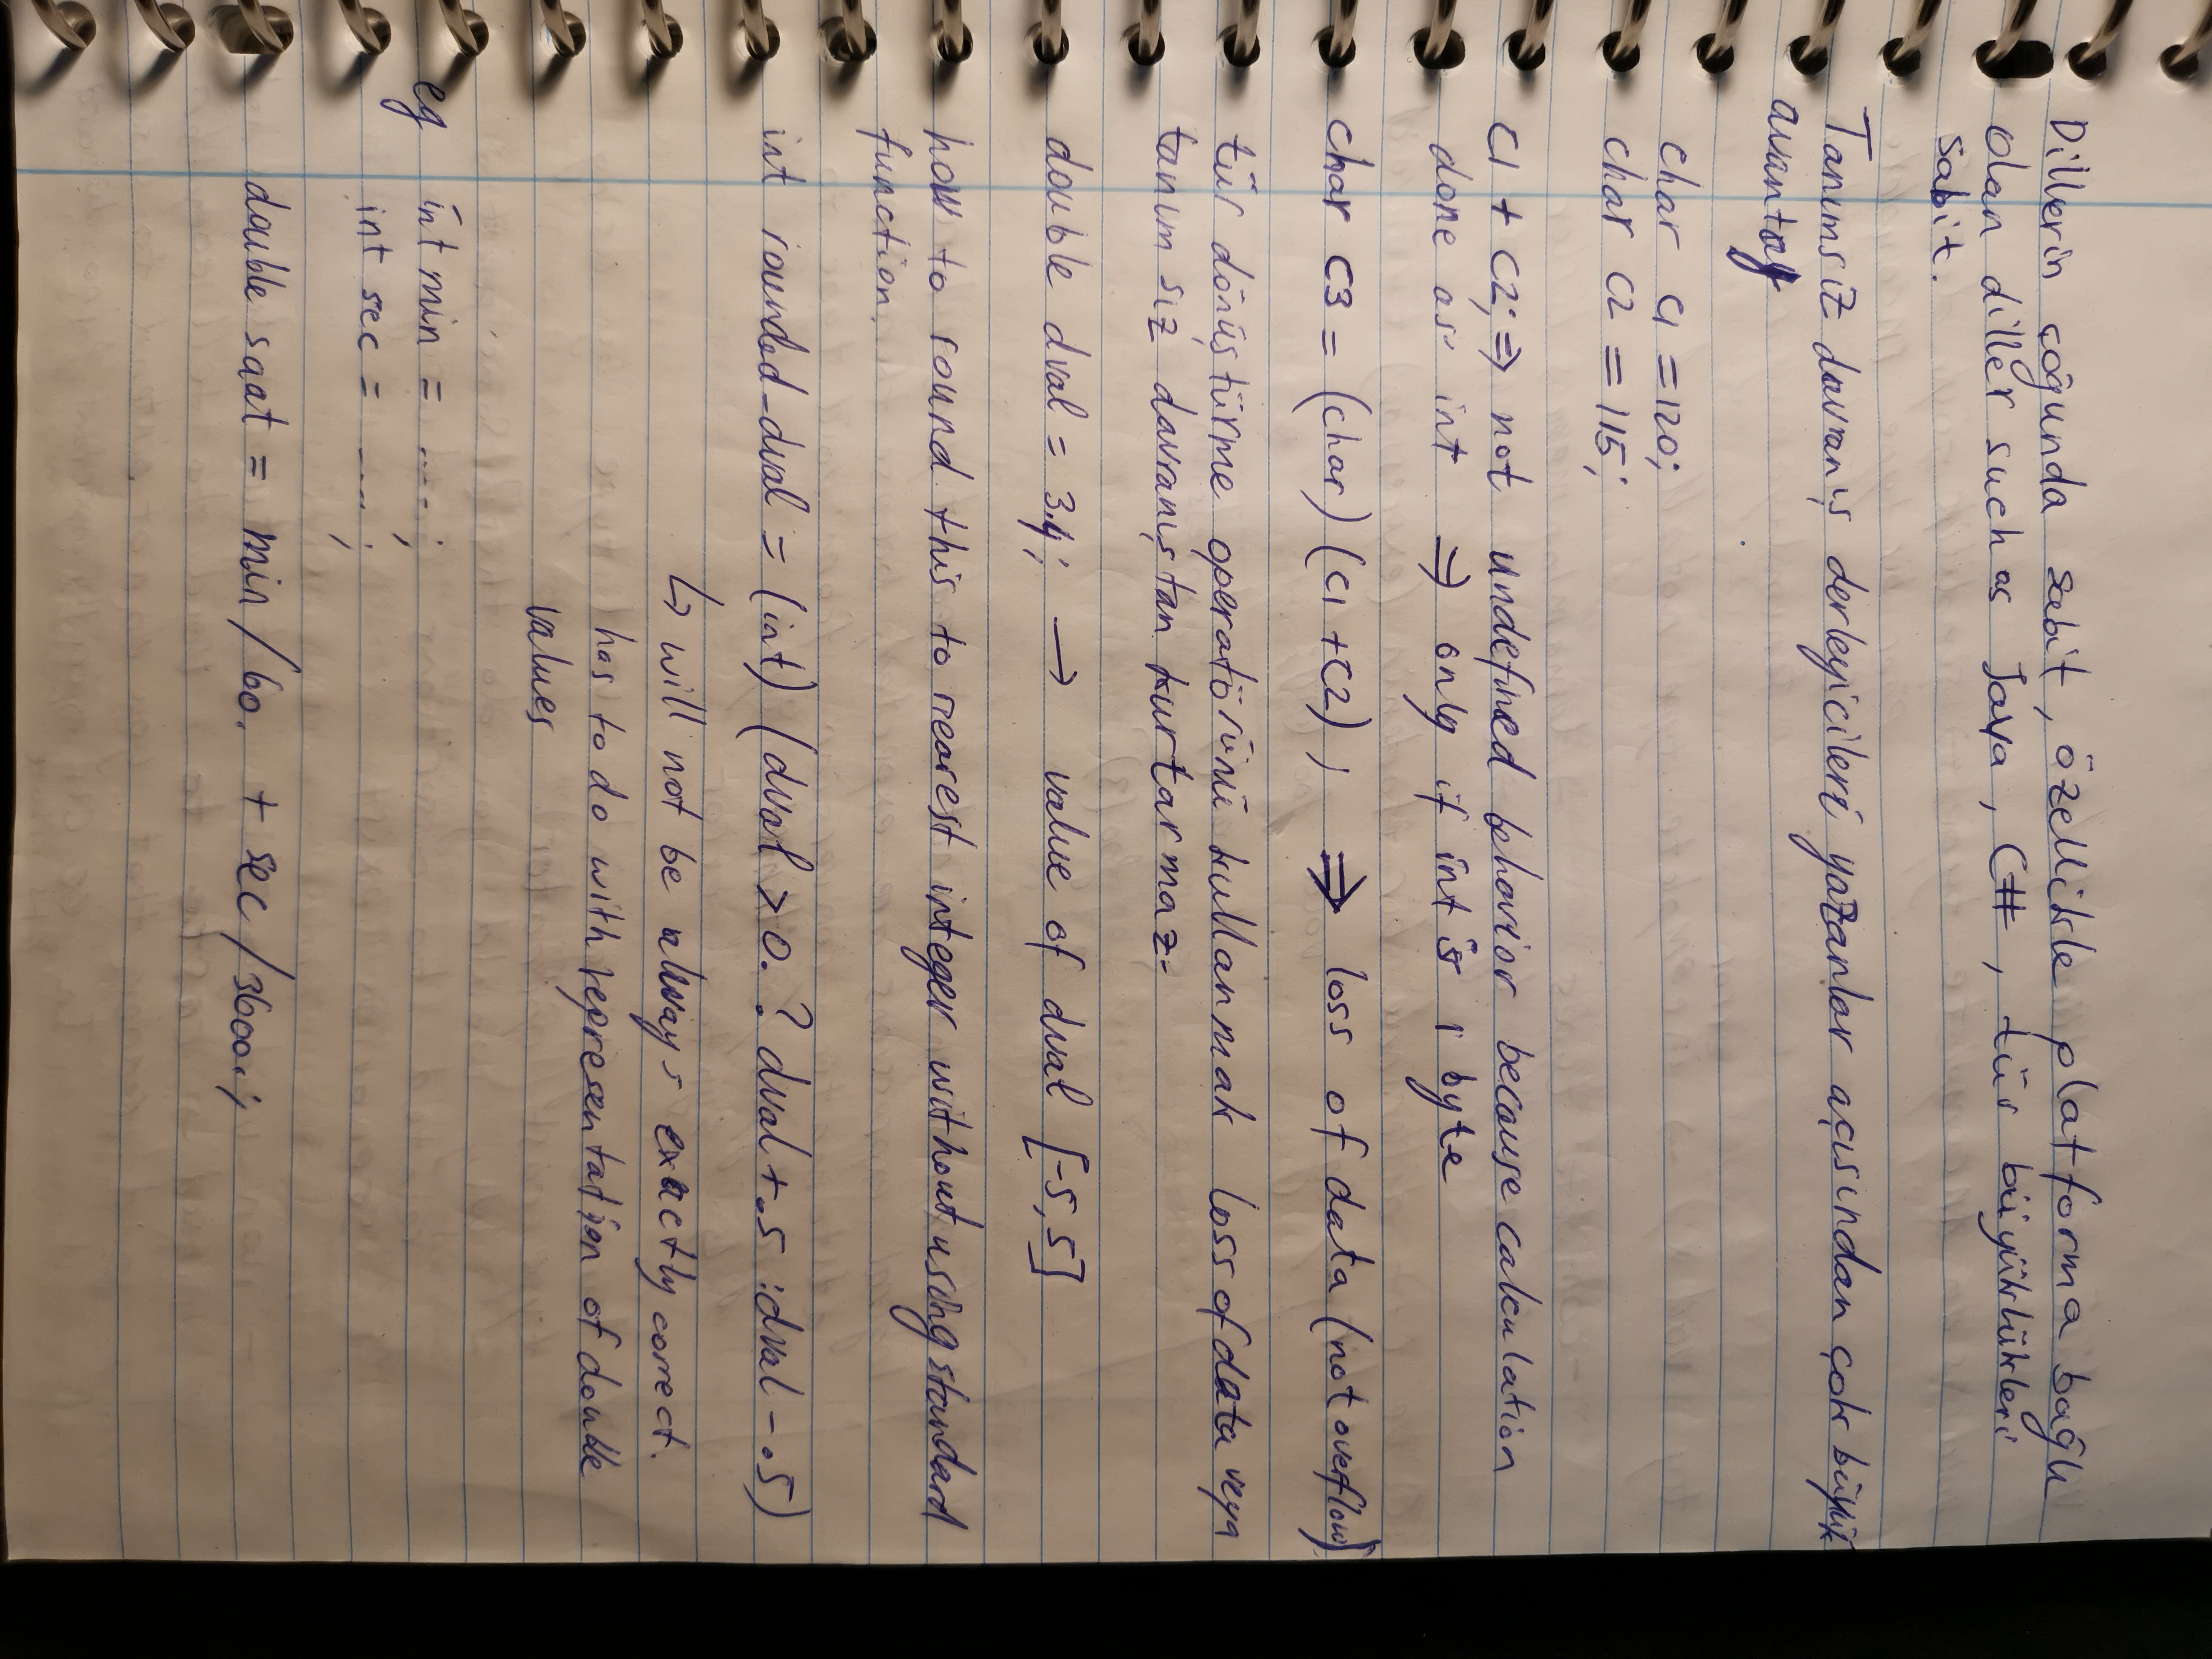 Dillerin çoğunda sabit, özellikle platforma bağlı
olan diller such as Java, C#, tür büyüklükleri
sabit.
Tanımsız davranış derleyicileri yazanlar açısından çok büyük
avantaj
char c1 =120;
char c2 = 115;
c1 + c2; ⇒ not undefined behavior because calculation
done as int ⇒ only if int is 1 byte
char c3 = (char) (c1 +c2) ; ⇒ loss of data (not overflow)
tür dönüştürme operatörünü kullanmak loss of data veya
tanımsız davranıştan kurtarmaz.
double dval = 3.4; → value of dval [-5,5]
how to round this to nearest integer without using standard
function.
int rounded_dval = (int) (dval > 0. ? dval +.5 : dval - .5)
↳ will not be always exactly correct.
has to do with representation of double
values
eg int min = ....;
int sec = ....;
double saat = min/60. + sec/3600.;